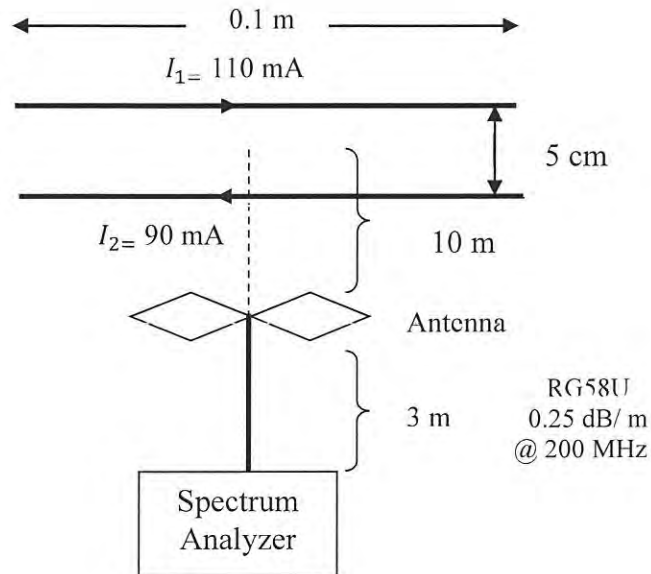 0.1 m
I₁₌ 110 mA
5 cm
I₂₌ 90 mA
10 m
Antenna
3 m
RG58U
0.25 dB/ m
@ 200 MHz
Spectrum
Analyzer